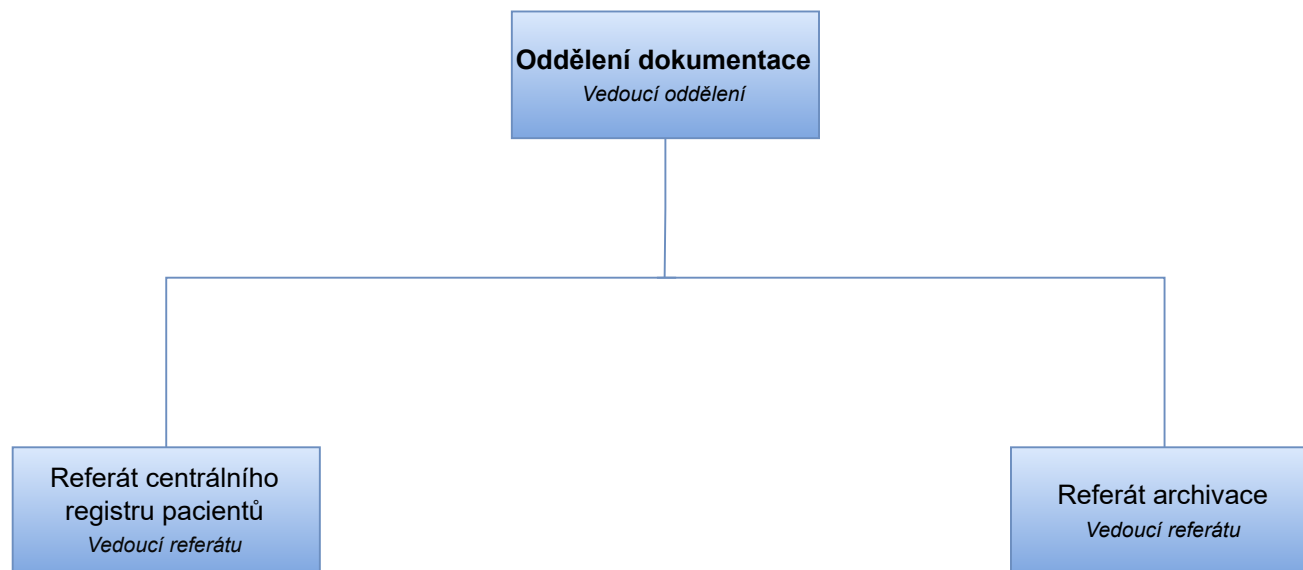 Oddělení dokumentace
Vedoucí oddělení
Referát centrálního
registru pacientů
Vedoucí referátu
Referát archivace
Vedoucí referátu